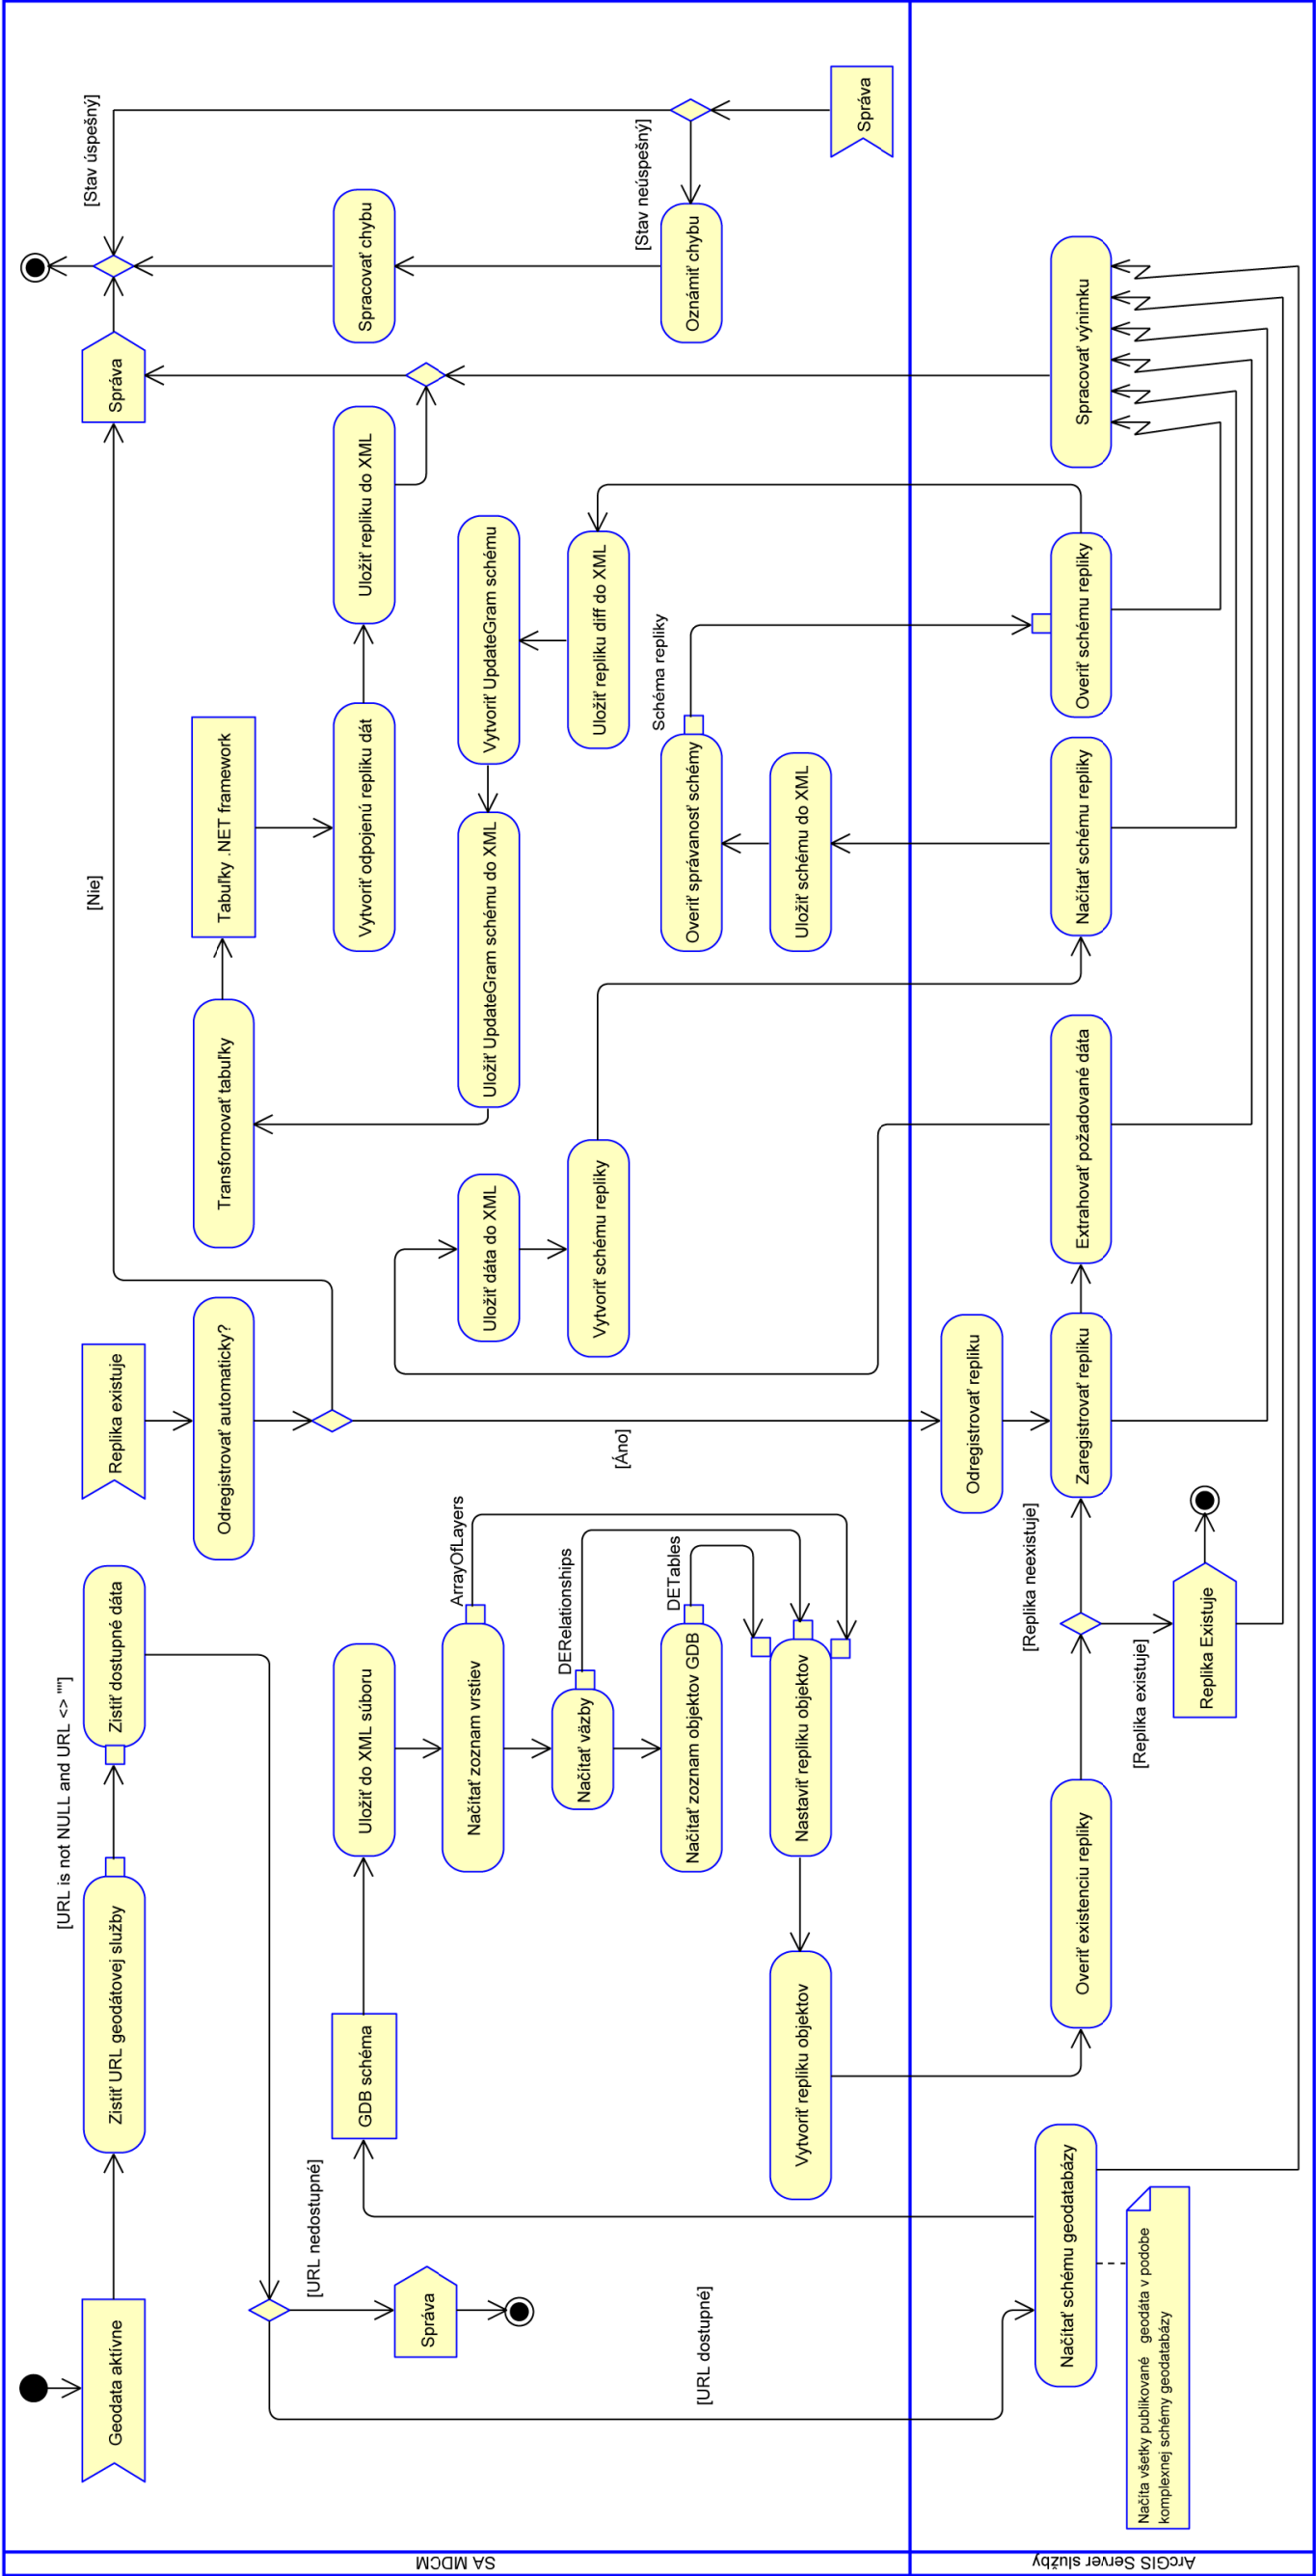 SA MDCM
ArcGIS Server služby
Geodata aktívne
Zistiť URL geodátovej služby
[URL is not NULL and URL <> ""]
Zistiť dostupné dáta
Replika existuje
Odregistrovať automaticky?
[Nie]
[Áno]
Správa
[Stav úspešný]
[URL nedostupné]
Správa
[URL dostupné]
GDB schéma
Uložiť do XML súboru
Načítať zoznam vrstiev
ArrayOfLayers
Načítať väzby
DERelationships
Načítať zoznam objektov GDB
DETables
Nastaviť repliku objektov
Vytvoriť repliku objektov
Transformovať tabuľky
Tabuľky .NET framework
Vytvoriť odpojenú repliku dát
Uložiť repliku do XML
Spracovať chybu
Uložiť dáta do XML
Uložiť UpdateGram schému do XML
Vytvoriť UpdateGram schému
Vytvoriť schému repliky
Uložiť repliku diff do XML
Overiť správanosť schémy
Schéma repliky
Uložiť schému do XML
Oznámiť chybu
[Stav neúspešný]
Správa
Načítať schému geodatabázy
Načíta všetky publikované geodáta v podobe
komplexnej schémy geodatabázy
Overiť existenciu repliky
[Replika neexistuje]
[Replika existuje]
Replika Existuje
Odregistrovať repliku
Zaregistrovať repliku
Extrahovať požadované dáta
Načítať schému repliky
Overiť schému repliky
Spracovať výnimku